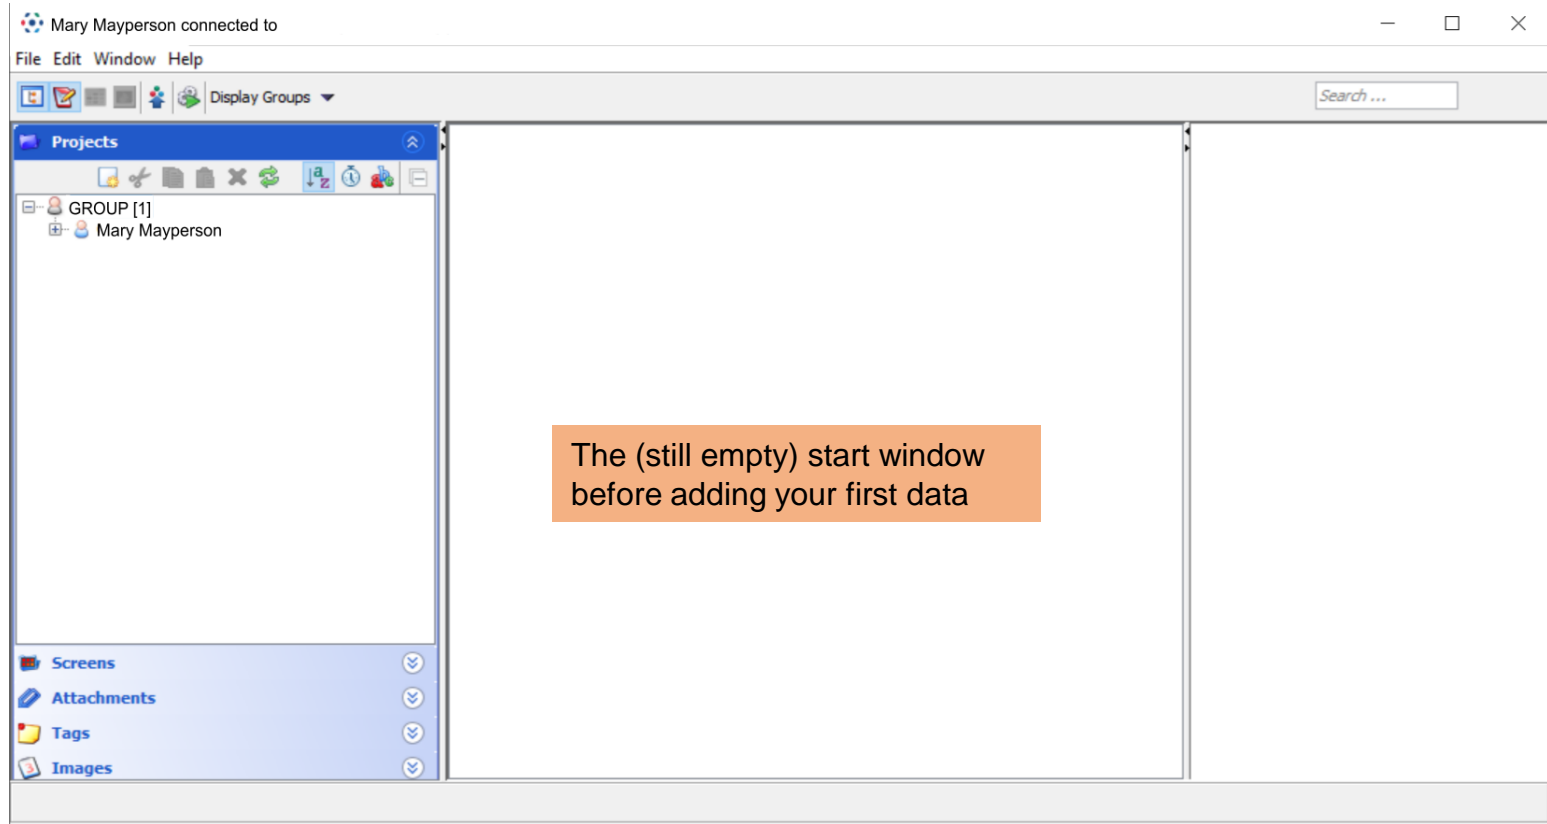 Mary Mayperson connected to
File Edit Window Help
Display Groups
Search ...
Projects
GROUP [1]
Mary Mayperson
The (still empty) start window
before adding your first data
Screens
Attachments
Tags
Images